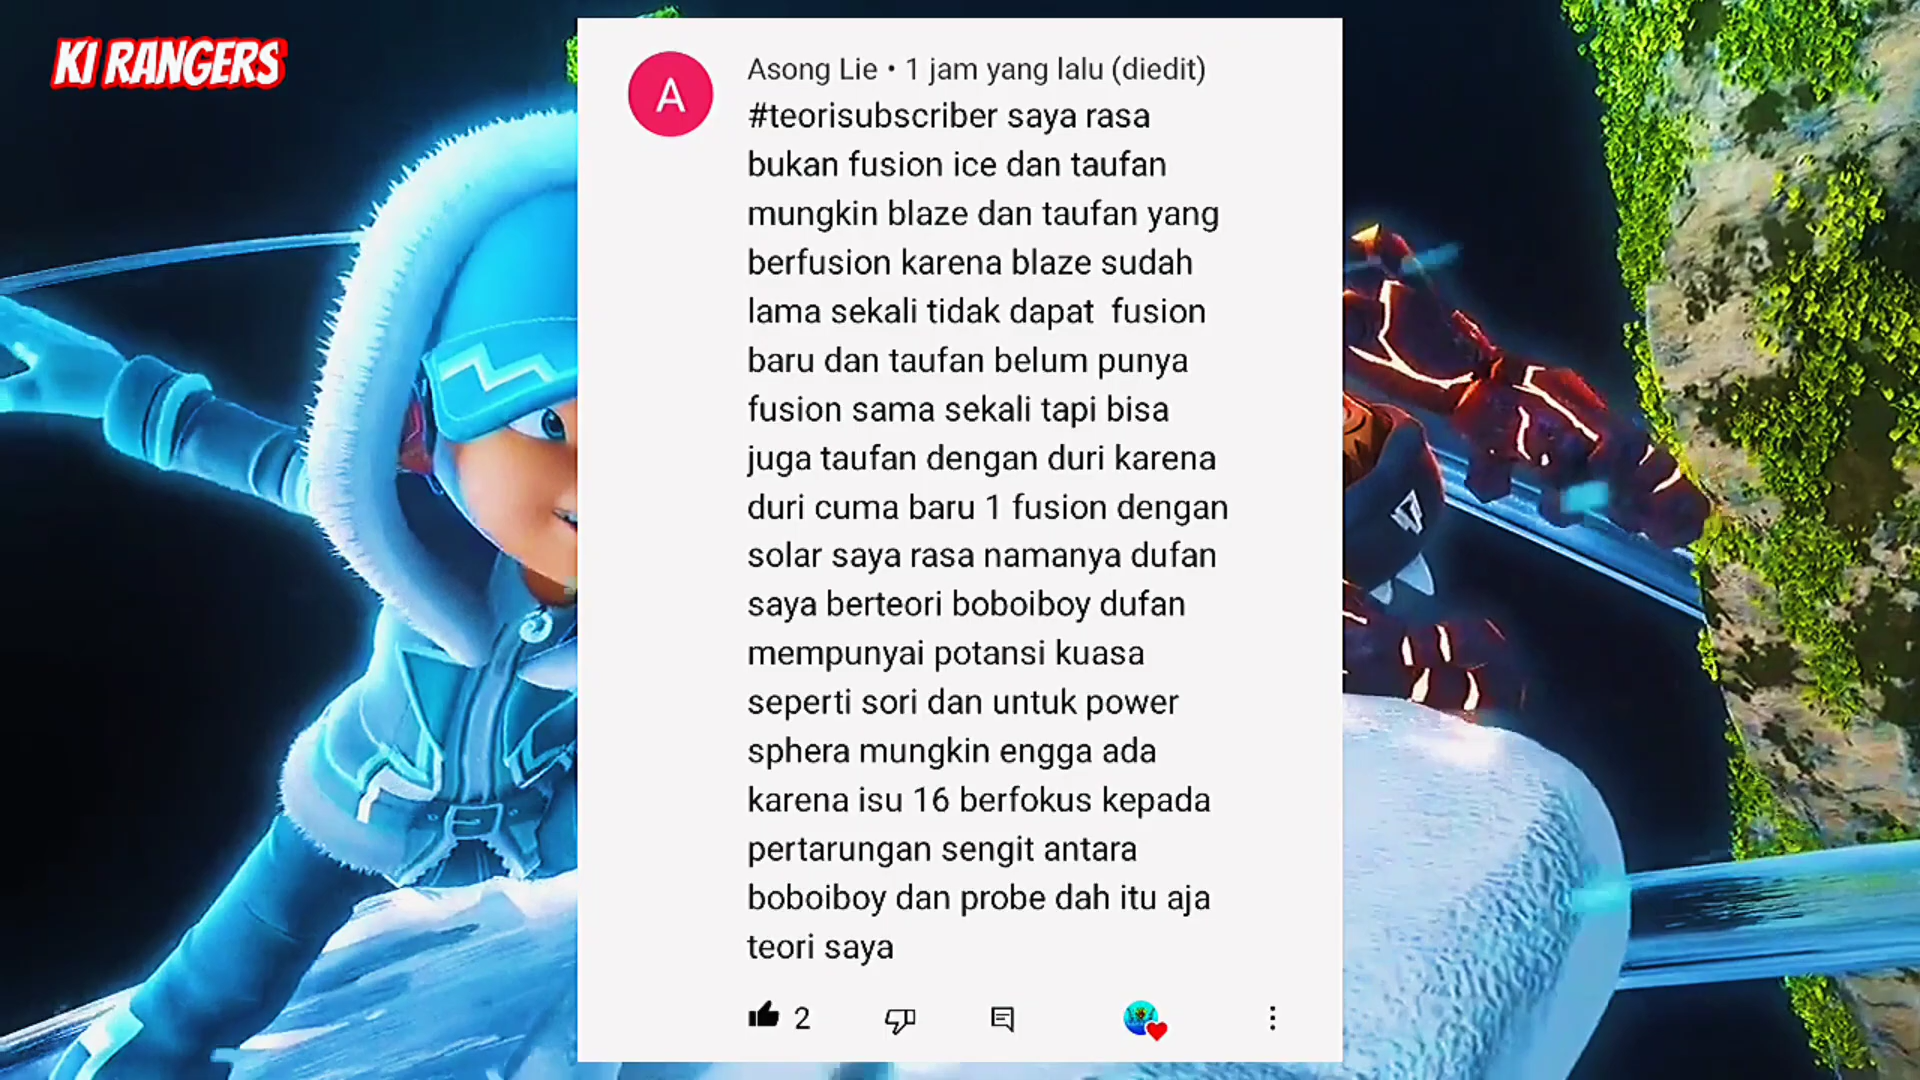 KI RANGERS
A
Asong Lie • 1 jam yang lalu (diedit)
#teorisubscriber saya rasa
bukan fusion ice dan taufan
mungkin blaze dan taufan yang
berfusion karena blaze sudah
lama sekali tidak dapat  fusion
baru dan taufan belum punya
fusion sama sekali tapi bisa
juga taufan dengan duri karena
duri cuma baru 1 fusion dengan
solar saya rasa namanya dufan
saya berteori boboiboy dufan
mempunyai potansi kuasa
seperti sori dan untuk power
sphera mungkin engga ada
karena isu 16 berfokus kepada
pertarungan sengit antara
boboiboy dan probe dah itu aja
teori saya
2